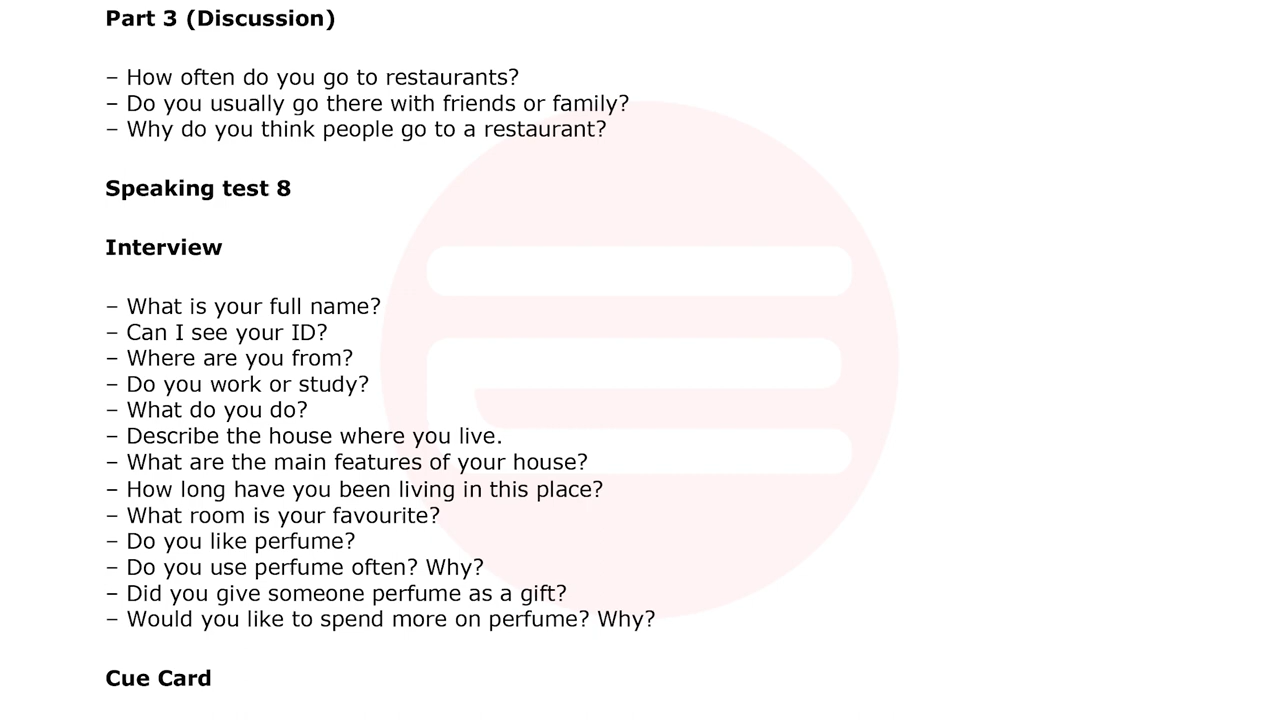 Part 3 (Discussion)
– How often do you go to restaurants?
– Do you usually go there with friends or family?
– Why do you think people go to a restaurant?
Speaking test 8
Interview
– What is your full name?
– Can I see your ID?
– Where are you from?
– Do you work or study?
– What do you do?
– Describe the house where you live.
– What are the main features of your house?
– How long have you been living in this place?
– What room is your favourite?
– Do you like perfume?
– Do you use perfume often? Why?
– Did you give someone perfume as a gift?
– Would you like to spend more on perfume? Why?
Cue Card